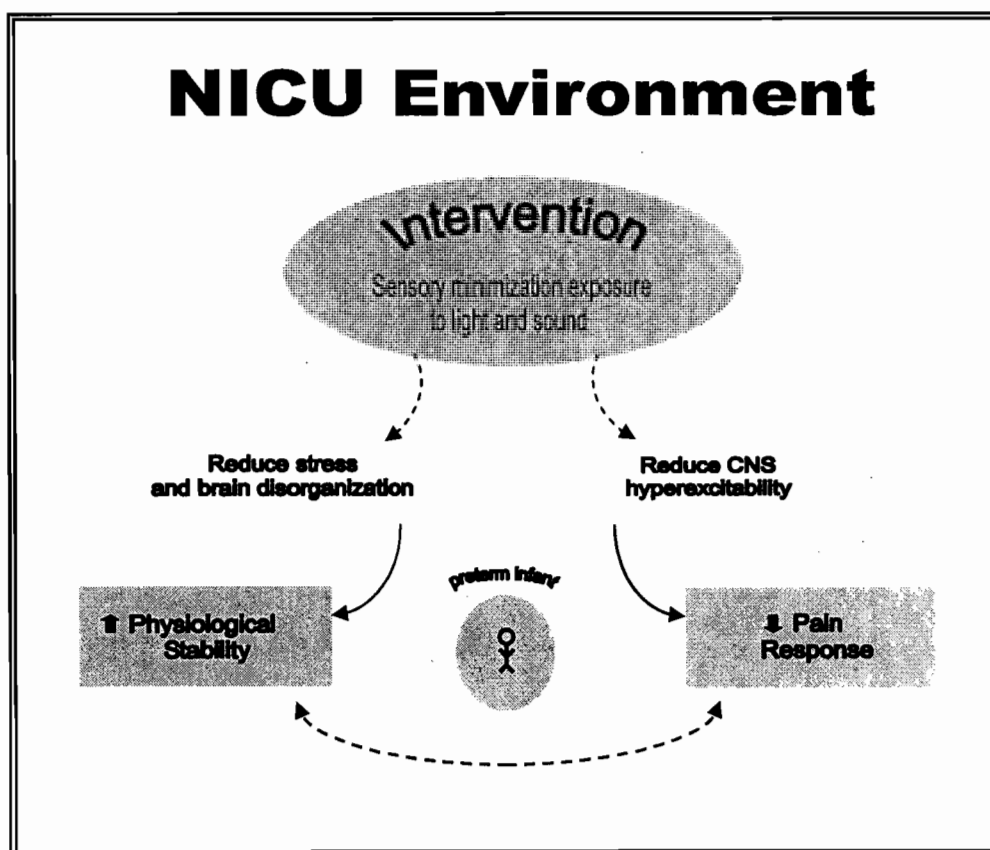 NICU Environment
Intervention
Sensory minimization exposure
to light and sound
Reduce stress
and brain disorganization
Reduce CNS
hyperexcitability
preterm infant
⬆ Physiological
Stability
⬇ Pain
Response